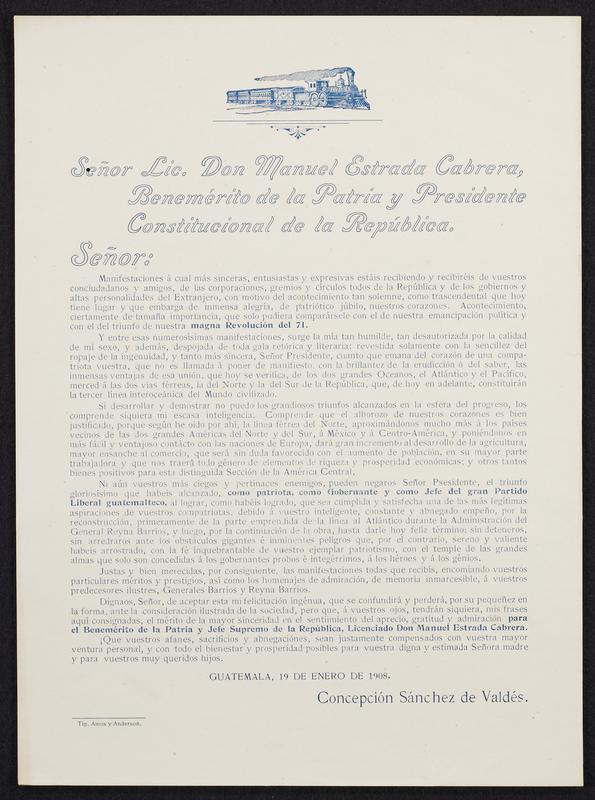 Señor Lic. Don Manuel Estrada Cabrera,
Benemérito de la Patria y Presidente
Constitucional de la República.
Señor:
Manifestaciones á cual más sinceras, entusiastas y expresivas estáis recibiendo y recibiréis de vuestros
conciudadanos y amigos, de las corporaciones, gremios y círculos todos de la República y de los gobiernos y
altas personalidades del Extranjero, con motivo del acontecimiento tan solemne, como trascendental que hoy
tiene lugar y que embarga de inmensa alegría, de patriótico júbilo, nuestros corazones. Acontecimiento,
ciertamente de tamaña importancia, que solo pudiera comparársele con el de nuestra emancipación política y
con el del triunfo de nuestra magna Revolución del 71.
Y entre esas numerosísimas manifestaciones, surge la mía tan humilde, tan desautorizada por la calidad
de mi sexo, y además, despojada de toda gala retórica y literaria; revestida solamente con la sencillez del
ropaje de la ingenuidad, y tanto más sincera, Señor Presidente, cuanto que emana del corazón de una compa-
triota vuestra, que no es llamada á poner de manifiesto, con la brillantez de la erudicción ó del saber, las
inmensas ventajas de esa unión, que hoy se verifica, de los dos grandes Oceanos, el Atlántico y el Pacífico,
merced á las dos vías férreas, la del Norte y la del Sur de la República, que, de hoy en adelante, constituirán
la tercer línea interoceánica del Mundo civilizado.
Si desarrollar y demostrar no puedo los grandiosos triunfos alcanzados en la esfera del progreso, los
comprende siquiera mi escasa inteligencia. Comprende que el alborozo de nuestros corazones es bien
justificado, porque según he oído por ahí, la línea férrea del Norte, aproximándonos mucho más á los países
vecinos de las dos grandes Américas del Norte y del Sur, á México y á Centro-América, y poniéndonos en
más fácil y ventajoso contácto con las naciones de Europa, dará gran incremento al desarrollo de la agricultura,
mayor ensanche al comercio, que será sin duda favorecido con el aumento de población, en su mayor parte
trabajadora y que nos traerá todo género de elementos de riqueza y prosperidad económicas; y otros tantos
bienes positivos para esta distinguida Sección de la América Central.
Ni aún vuestros más ciegos y pertinaces enemigos, pueden negaros Señor Psesidente, el triunfo
gloriosísimo que habéis alcanzado, como patriota, como Gobernante y como Jefe del gran Partido
Liberal guatemalteco, al lograr, como habéis logrado, que sea cumplida y satisfecha una de las más legítimas
aspiraciones de vuestros compatriotas, debido á vuestro inteligente, constante y abnegado empeño, por la
reconstrucción, primeramente de la parte emprendida de la línea al Atlántico durante la Administración del
General Reyna Barrios, y luego, por la continuación de la obra, hasta darle hoy feliz término; sin deteneros,
sin arredraros ante los obstáculos gigantes é inminentes peligros que, por el contrario, sereno y valiente
habéis arrostrado, con la fé inquebrantable de vuestro ejemplar patriotismo, con el temple de las grandes
almas que solo son concedidas á los gobernantes probos é integérrimos, á los héroes y á los génios.
Justas y bien merecidas, por consiguiente, las manifestaciones todas que recibís, encomiando vuestros
particulares méritos y prestigios, así como los homenajes de admiración, de memoria inmarcesible, á vuestros
predecesores ilustres, Generales Barrios y Reyna Barrios.
Dignaos, Señor, de aceptar esta mi felicitación ingénua, que se confundirá y perderá, por su pequeñez en
la forma, ante la consideración ilustrada de la sociedad, pero que, á vuestros ojos, tendrán siquiera, mis frases
aquí consignadas, el mérito de la mayor sinceridad en el sentimiento del aprecio, gratitud y admiración para
el Benemérito de la Patria y Jefe Supremo de la República, Licenciado Don Manuel Estrada Cabrera.
¡Que vuestros afanes, sacrificios y abnegaciónes, sean justamente compensados con vuestra mayor
ventura personal, y con todo el bienestar y prosperidad posibles para vuestra digna y estimada Señora madre
y para vuestros muy queridos hijos.
GUATEMALA, 19 DE ENERO DE 1908.
Concepción Sánchez de Valdés.
Tip. Amos y Anderson.